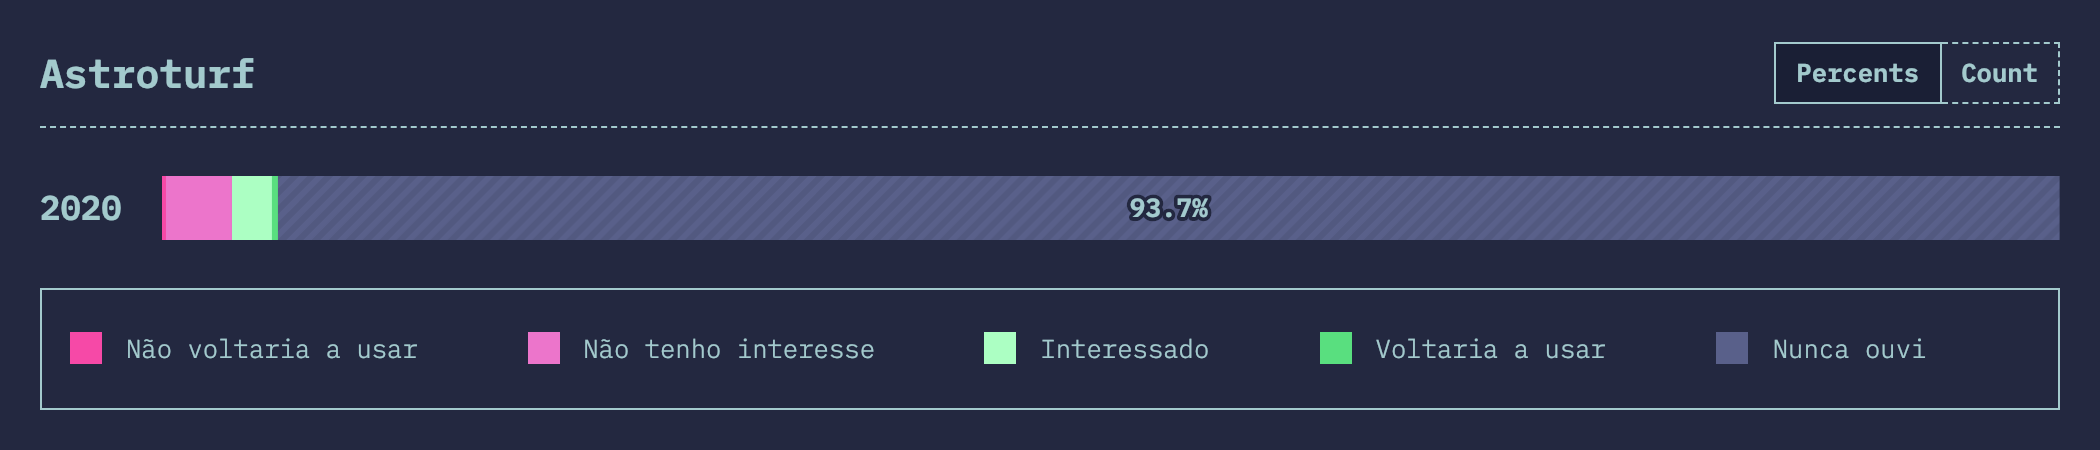 Astroturf
Percents Count
2020 93.7%
Não voltaria a usar Não tenho interesse Interessado Voltaria a usar Nunca ouvi